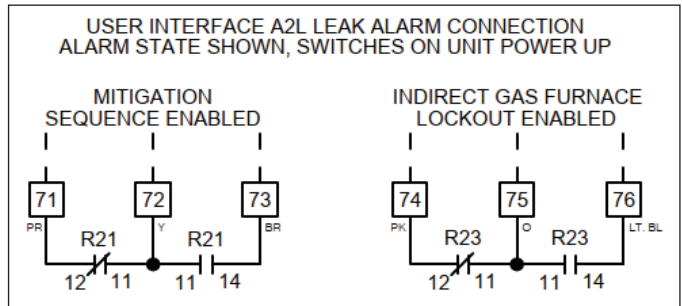 USER INTERFACE A2L LEAK ALARM CONNECTION
ALARM STATE SHOWN, SWITCHES ON UNIT POWER UP
MITIGATION
SEQUENCE ENABLED
71 72 73
PR Y BR
R21 R21
12 11 11 14
INDIRECT GAS FURNACE
LOCKOUT ENABLED
74 75 76
PK O LT. BL
R23 R23
12 11 11 14